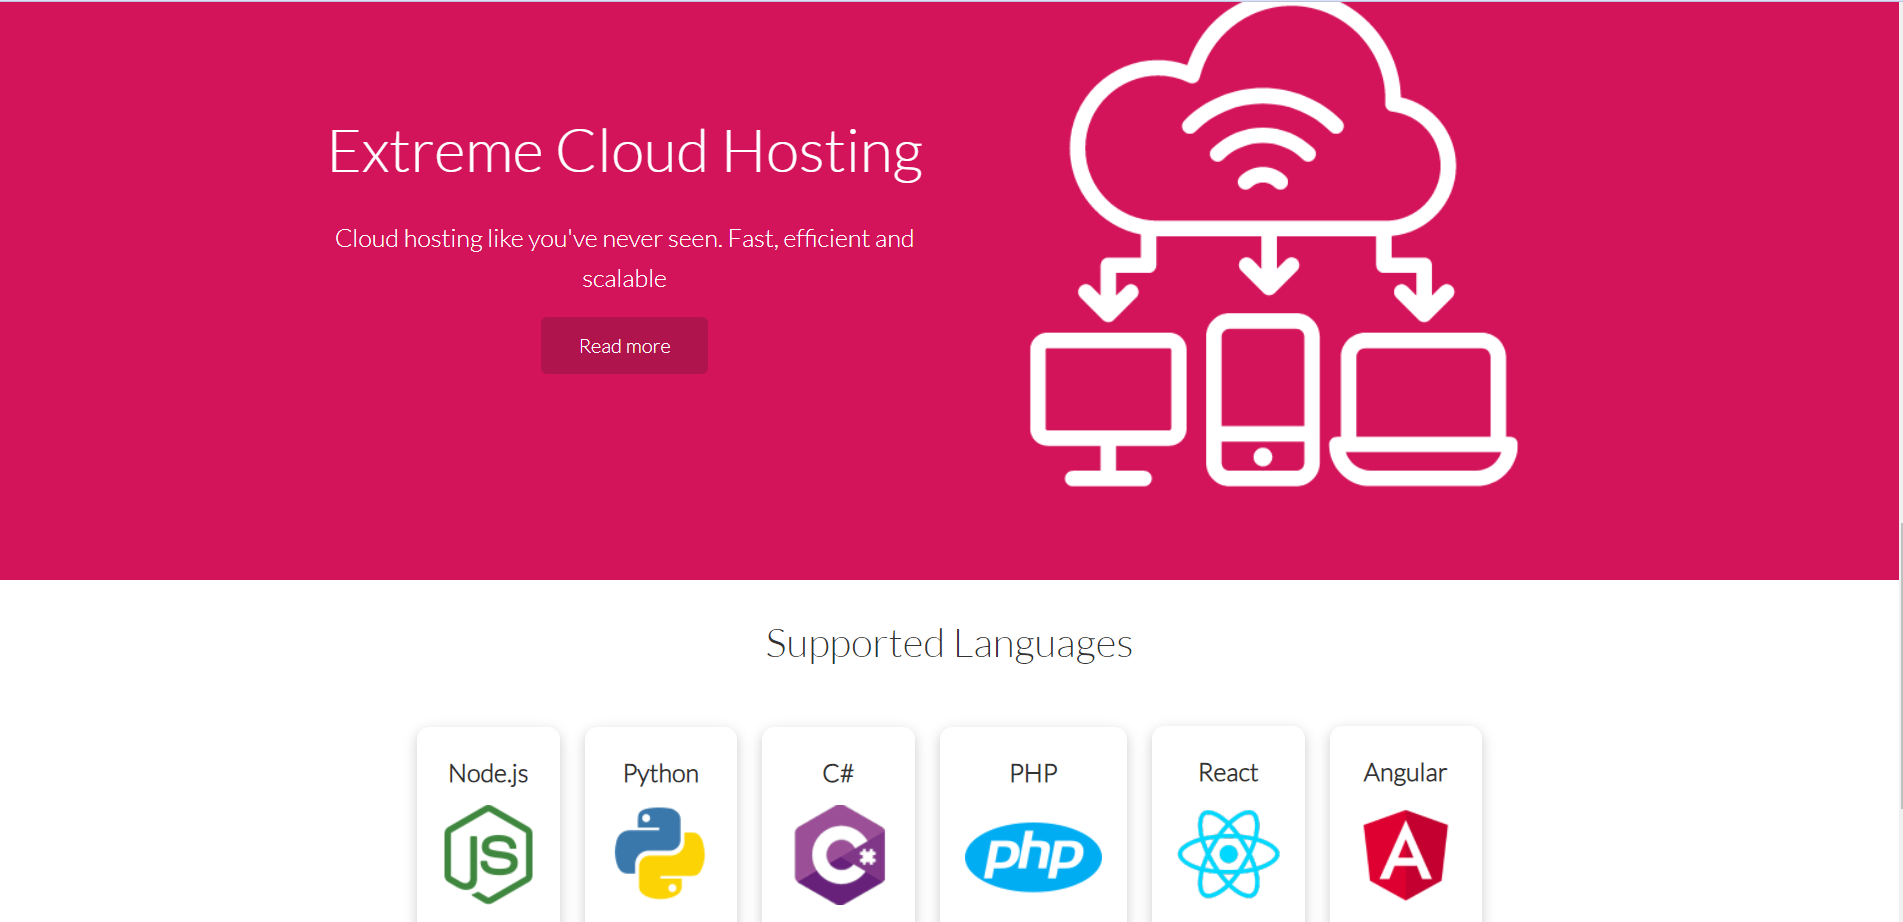 Extreme Cloud Hosting
Cloud hosting like you've never seen. Fast, efficient and
scalable
Read more
Supported Languages
Node.js
Python
C#
PHP
React
Angular
JS
C#
php
A